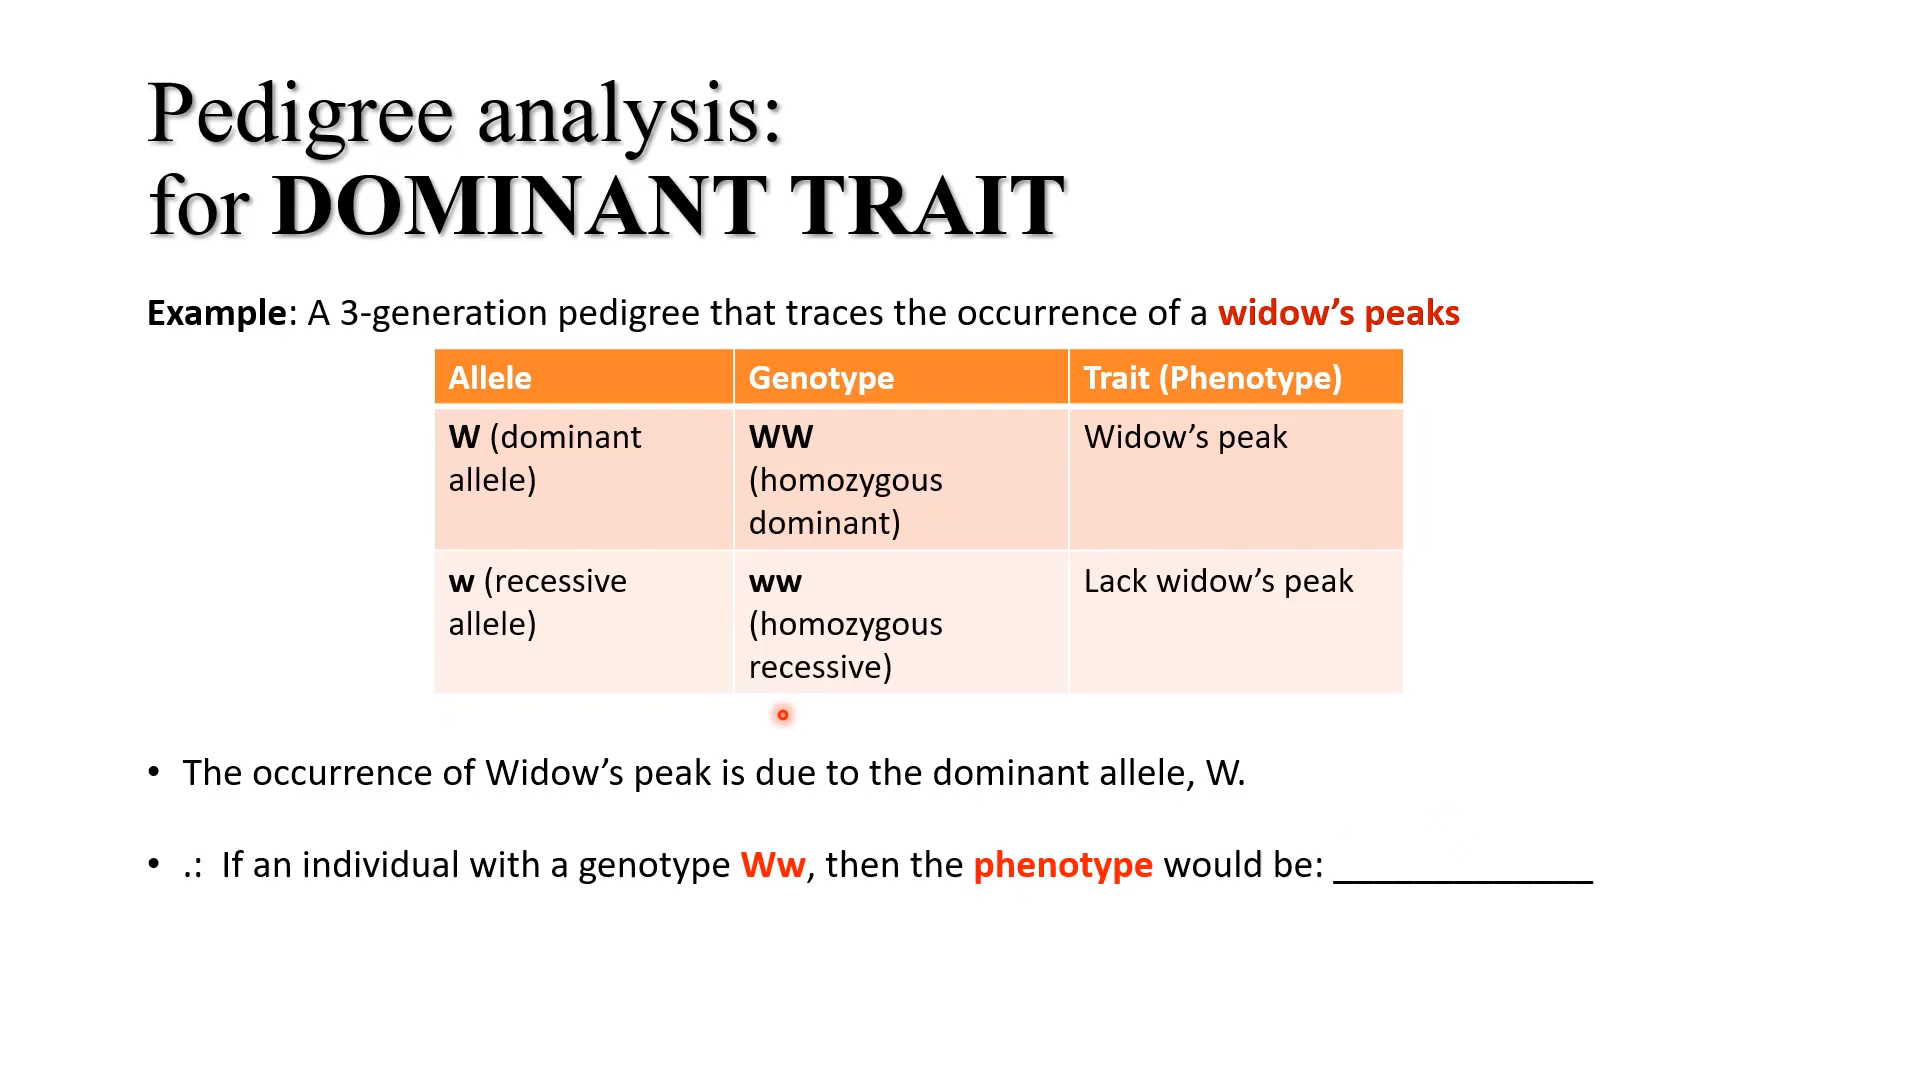 Pedigree analysis:
for DOMINANT TRAIT
Example: A 3-generation pedigree that traces the occurrence of a widow’s peaks
Allele
Genotype
Trait (Phenotype)
W (dominant
allele)
WW
(homozygous
dominant)
Widow’s peak
w (recessive
allele)
ww
(homozygous
recessive)
Lack widow’s peak
• The occurrence of Widow’s peak is due to the dominant allele, W.
• .: If an individual with a genotype Ww, then the phenotype would be: _____________